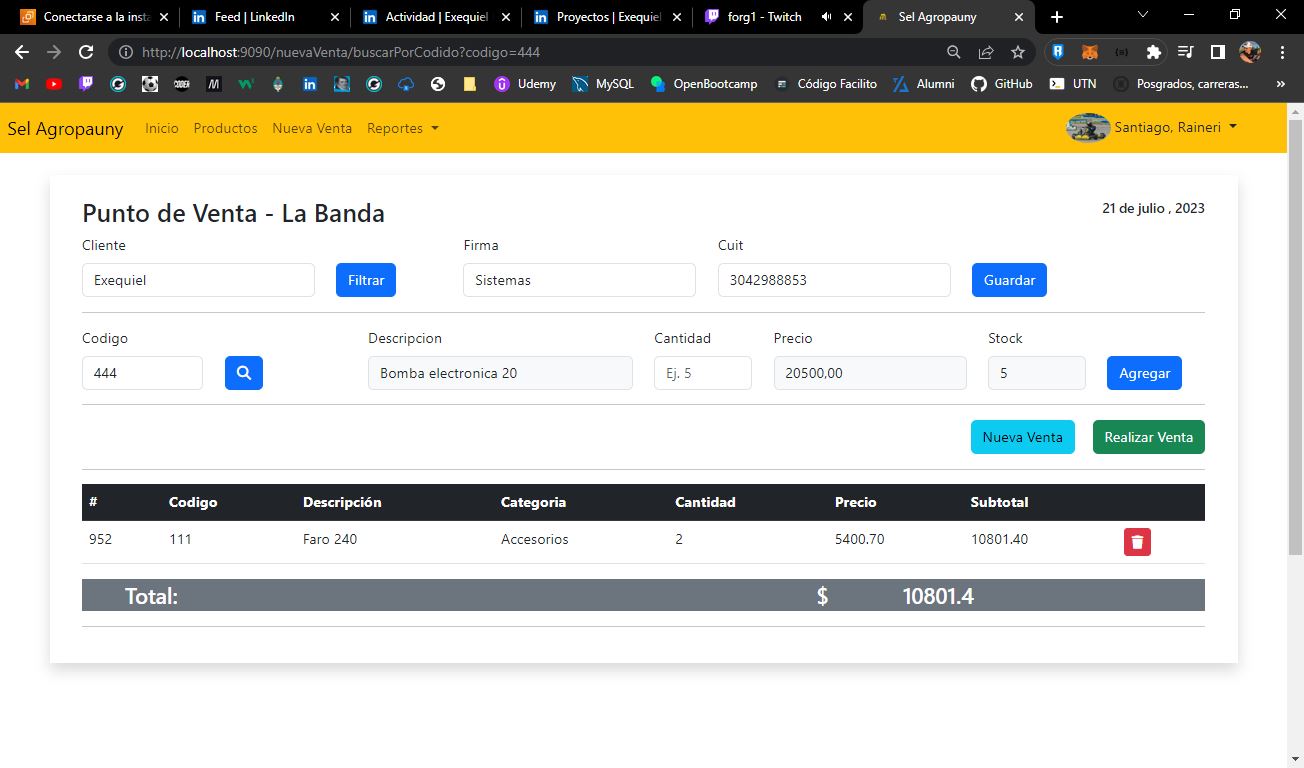 Conectarse a la insta
Feed | LinkedIn
Actividad | Exequiel
Proyectos | Exequiel
forg1 - Twitch
Sel Agropauny
http://localhost:9090/nuevaVenta/buscarPorCodido?codigo=444
Udemy
MySQL
OpenBootcamp
Código Facilito
Alumni
GitHub
UTN
Posgrados, carreras...
»
Sel Agropauny Inicio Productos Nueva Venta Reportes Santiago, Raineri
Punto de Venta - La Banda 21 de julio , 2023
Cliente Firma Cuit
Exequiel Filtrar Sistemas 3042988853 Guardar
Codigo Descripcion Cantidad Precio Stock
444 Bomba electronica 20 Ej. 5 20500,00 5 Agregar
Nueva Venta Realizar Venta
# Codigo Descripción Categoria Cantidad Precio Subtotal
952 111 Faro 240 Accesorios 2 5400.70 10801.40
Total: $ 10801.4